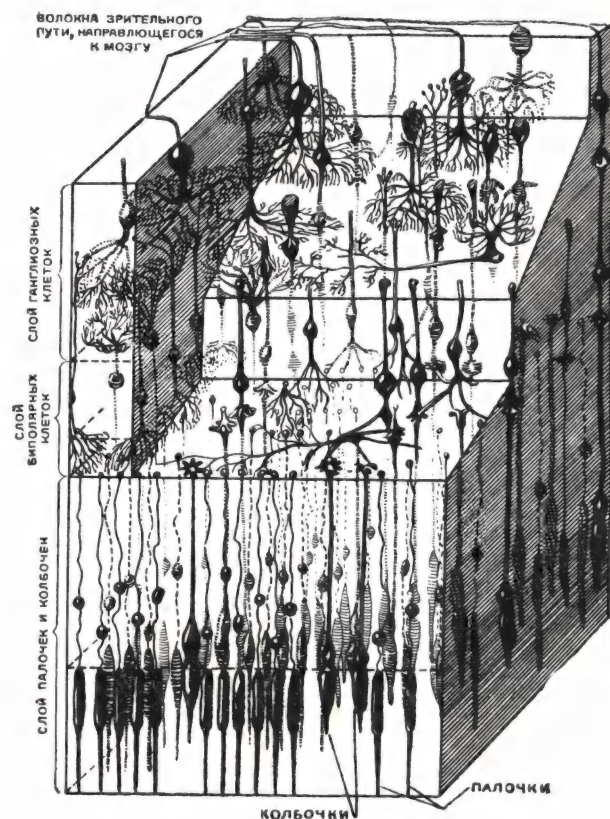 ВОЛОКНА ЗРИТЕЛЬНОГО
ПУТИ, НАПРАВЛЯЮЩЕГОСЯ
К МОЗГУ
СЛОЙ ГАНГЛИОЗНЫХ
КЛЕТОК
СЛОЙ
БИПОЛЯРНЫХ
КЛЕТОК
СЛОЙ ПАЛОЧЕК И КОЛБОЧЕК
ПАЛОЧКИ
КОЛБОЧКИ